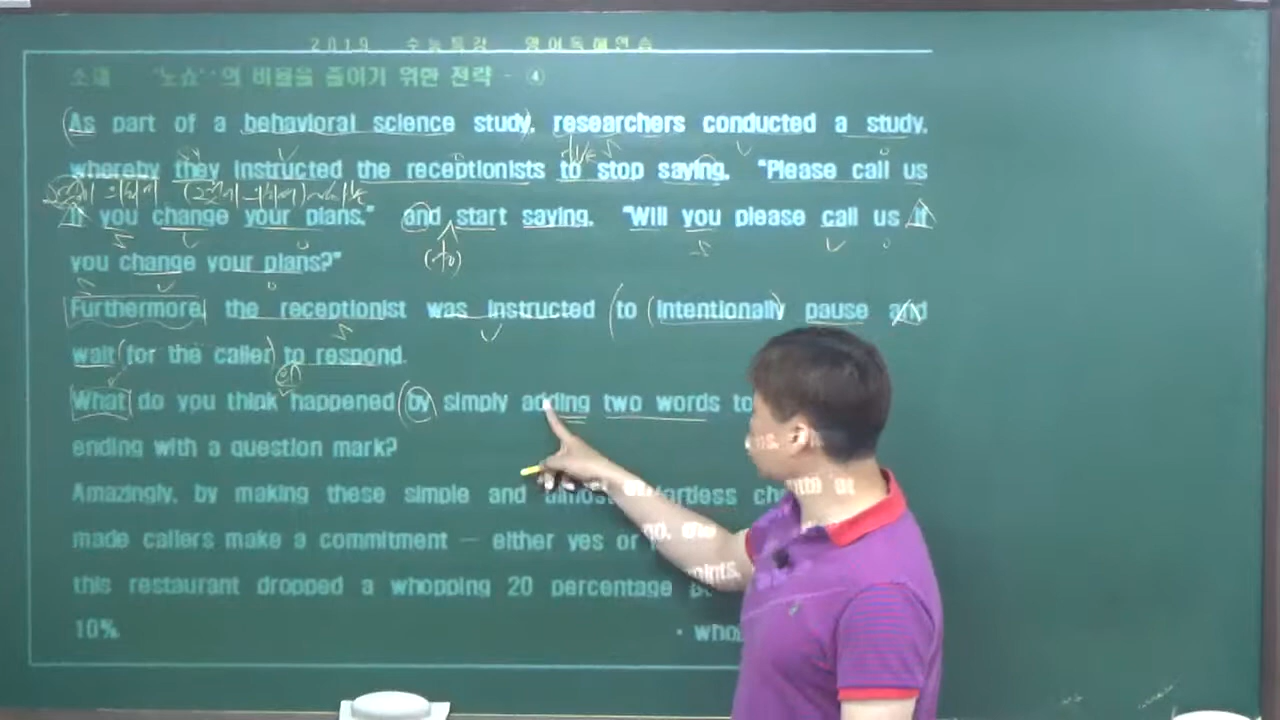 2019 수능특강 영어독해연습
소재 "노쇼"의 비율을 줄이기 위한 전략 - ④
As part of a behavioral science study, researchers conducted a study,
whereby they instructed the receptionists to stop saying, "Please call us
if you change your plans," and start saying, "Will you please call us if
(to)
you change your plans?"
Furthermore, the receptionist was instructed to intentionally pause and
wait for the caller to respond.
What do you think happened by simply adding two words to
ending with a question mark?
Amazingly, by making these simple and almost effortless
made callers make a commitment – either yes or no, the
this restaurant dropped a whopping 20 percentage points,
10%.